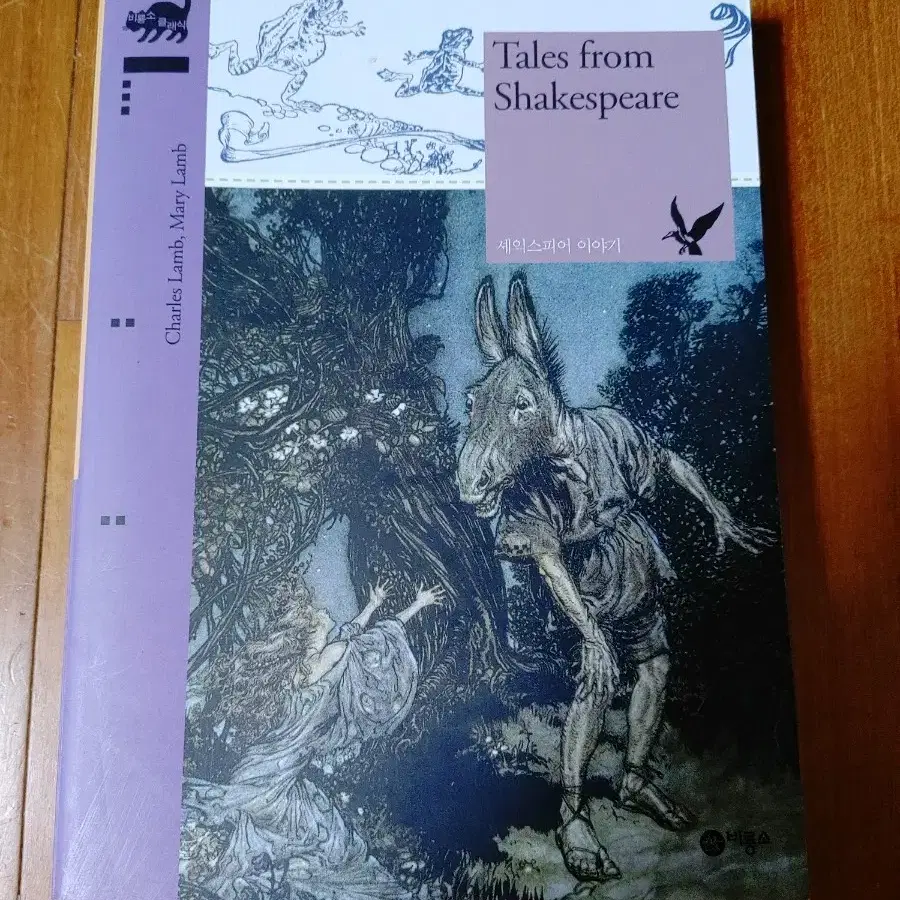 비룡소 클래식
Tales from
Shakespeare
셰익스피어 이야기
Charles Lamb, Mary Lamb
비룡소